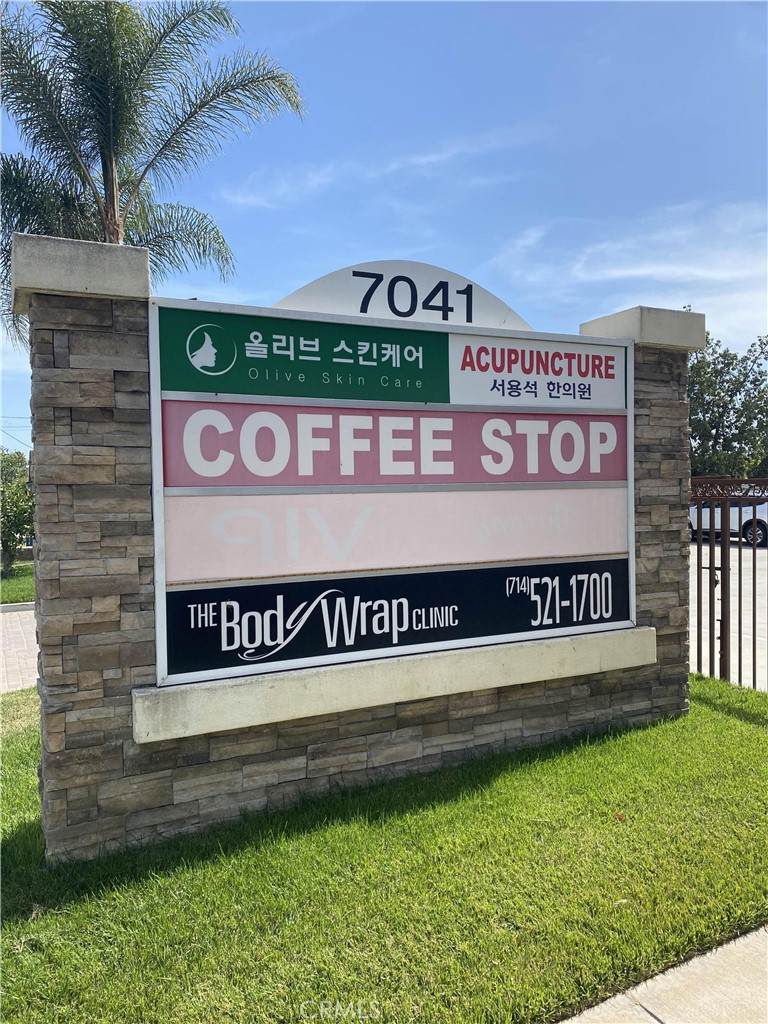 7041
올리브 스킨케어
Olive Skin Care
ACUPUNCTURE
서용석 한의원
COFFEE STOP
VIP
THE Body Wrap CLINIC
(714) 521-1700
CRMLS